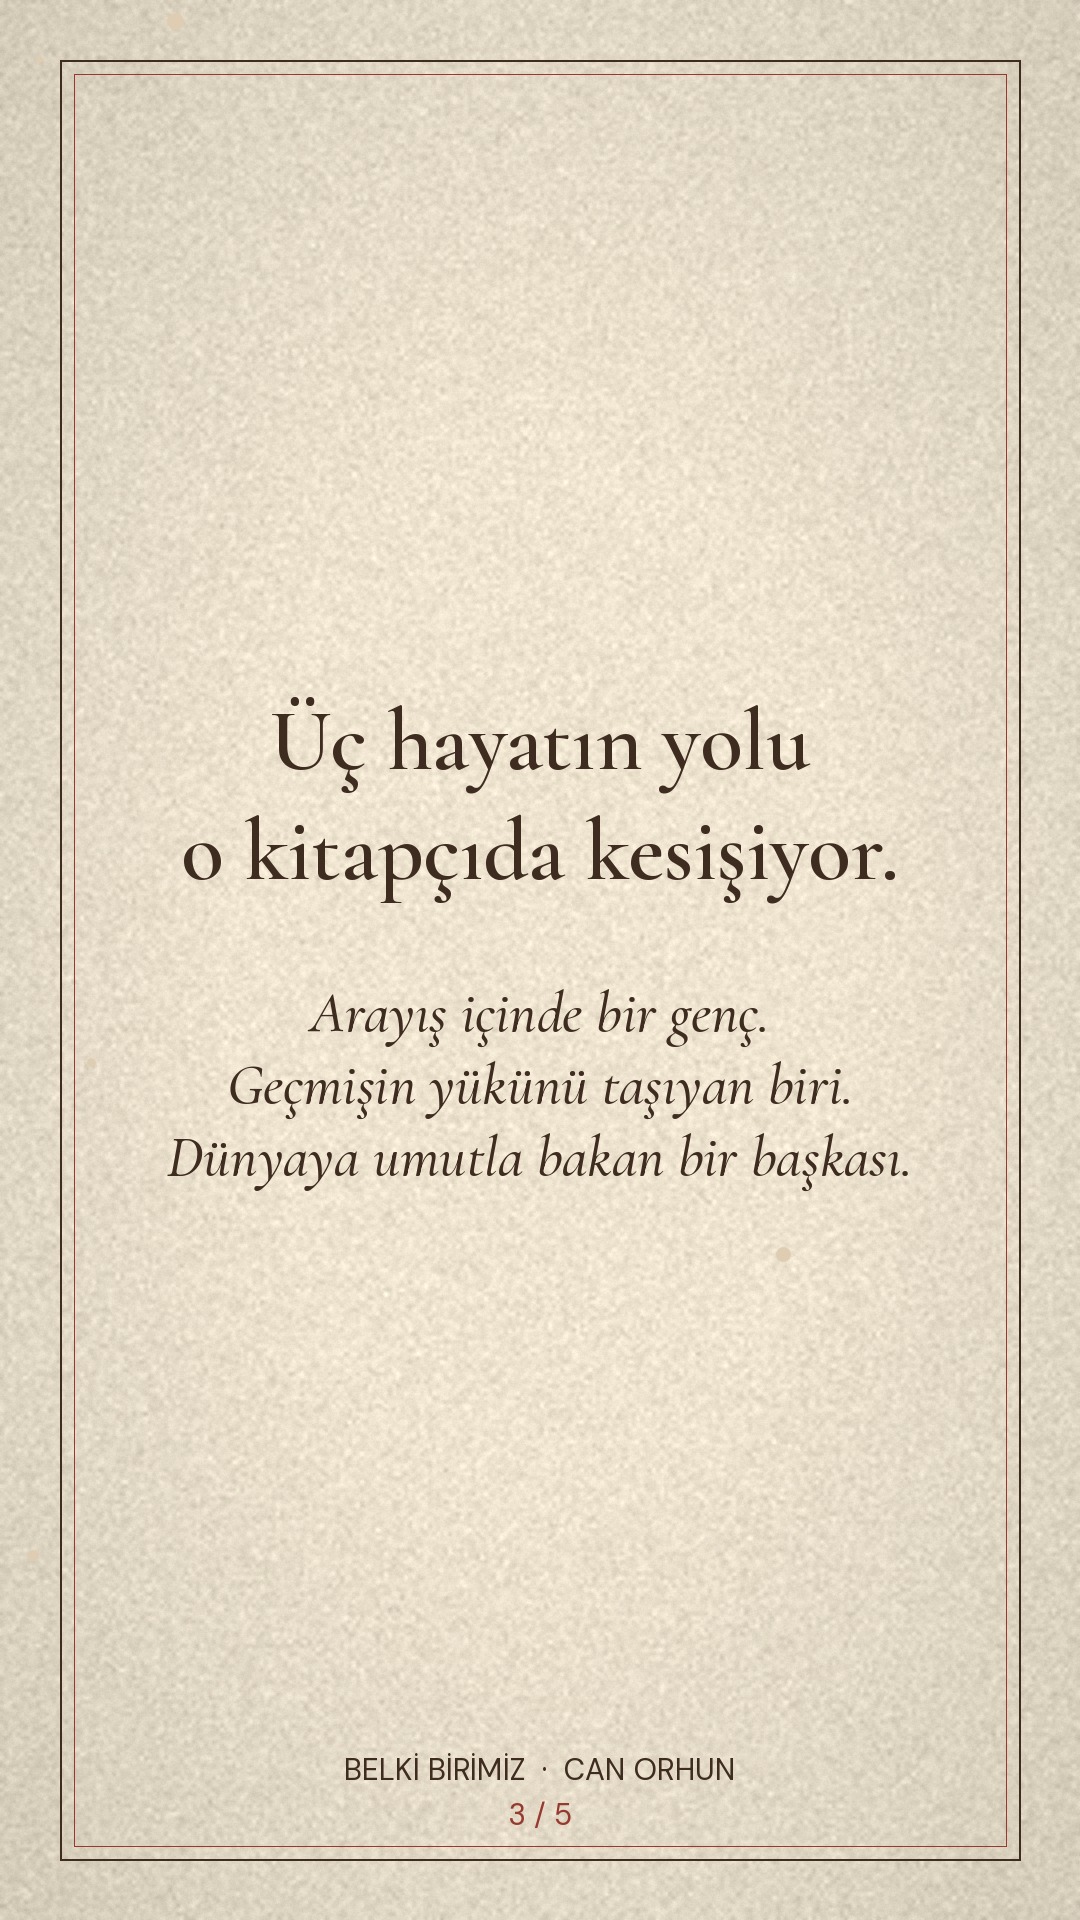 Üç hayatın yolu
o kitapçıda kesişiyor.
Arayış içinde bir genç.
Geçmişin yükünü taşıyan biri.
Dünyaya umutla bakan bir başkası.
BELKİ BİRİMİZ · CAN ORHUN
3 / 5